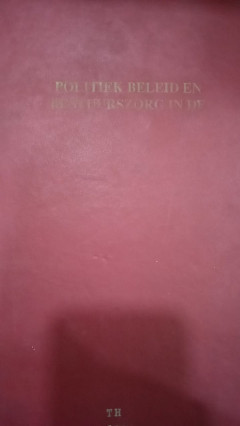 POLITIEK BELEID EN
BESTUURSZORG IN DE
TH